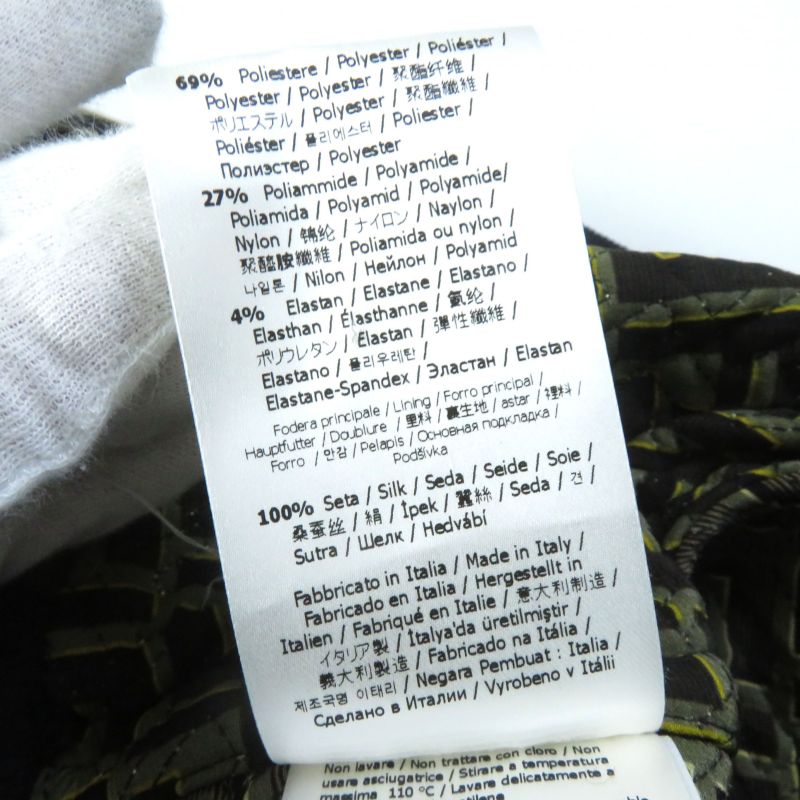 69% Poliestere / Polyester / Poliéster /
Polyester / Polyester / 聚酯纤维 /
ポリエステル / Polyester / 聚酯纖維 /
Poliéster / 폴리에스터 / Poliester /
Полиэстер / Polyester
27% Poliammide / Polyamide /
Poliamida / Polyamid / Polyamide/
Nylon / 锦纶 / ナイロン / Naylon /
聚醯胺纖維 / Poliamida ou nylon /
나일론 / Nilon / Нейлон / Polyamid
4% Elastan / Elastane / Elastano /
Elasthan / Élasthanne / 氨纶 /
ポリウレタン / Elastan / 彈性纖維 /
Elastano / 폴리우레탄 /
Elastane-Spandex / Эластан / Elastan
Fodera principale / Lining / Forro principal /
Hauptfutter / Doublure / 里料 / 裏生地 / astar / 裡料 /
Forro / 안감 / Pelapis / Основная подкладка /
Podšívka
100% Seta / Silk / Seda / Seide / Soie /
桑蚕丝 / 絹 / İpek / 蠶絲 / Seda / 견 /
Sutra / Шелк / Hedvábí
Fabbricato in Italia / Made in Italy /
Fabricado en Italia / Hergestellt in
Italien / Fabriqué en Italie / 意大利制造 /
イタリア製 / İtalya'da üretilmiştir /
義大利製造 / Fabricado na Itália /
제조국명 이태리 / Negara Pembuat : Italia /
Сделано в Италии / Vyrobeno v Itálii
Non lavare / Non trattare con cloro / Non
usare asciugatrice / Stirare a temperatura
massima 110 °C / Lavare delicatamente a